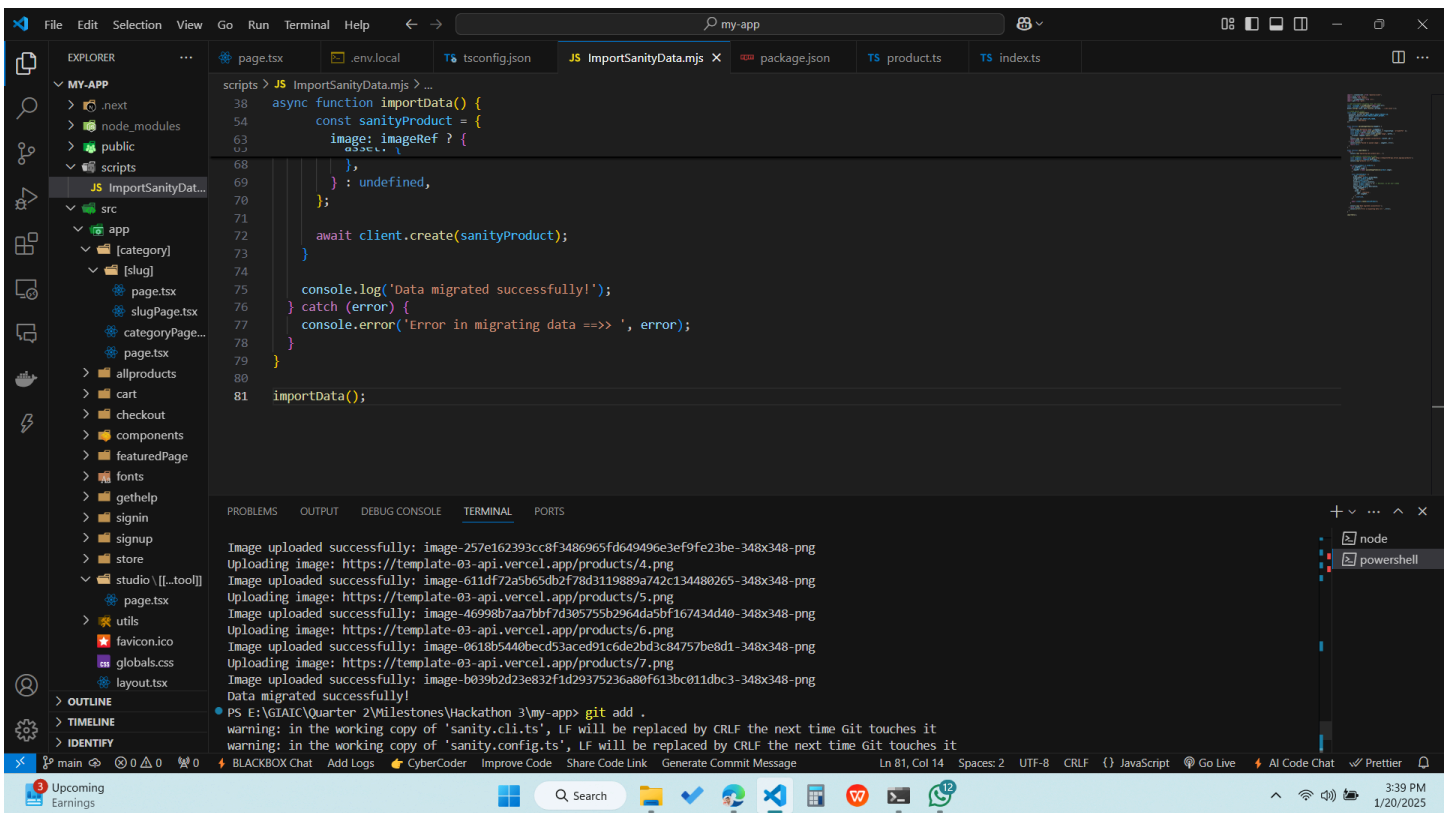 File Edit Selection View Go Run Terminal Help
my-app
EXPLORER
MY-APP
.next
node_modules
public
scripts
JS ImportSanityDat...
src
app
[category]
[slug]
page.tsx
slugPage.tsx
categoryPage...
page.tsx
allproducts
cart
checkout
components
featuredPage
fonts
gethelp
signin
signup
store
studio \ [[...tool]]
page.tsx
utils
favicon.ico
globals.css
layout.tsx
OUTLINE
TIMELINE
IDENTIFY
page.tsx
.env.local
TS tsconfig.json
JS ImportSanityData.mjs
package.json
TS product.ts
TS index.ts
scripts > JS ImportSanityData.mjs > ...
38 async function importData() {
54 const sanityProduct = {
63 image: imageRef ? {
65 asset: {
68 },
69 } : undefined,
70 };
71
72 await client.create(sanityProduct);
73 }
74
75 console.log('Data migrated successfully!');
76 } catch (error) {
77 console.error('Error in migrating data ==>> ', error);
78 }
79 }
80
81 importData();
PROBLEMS OUTPUT DEBUG CONSOLE TERMINAL PORTS
node
powershell
Image uploaded successfully: image-257e162393cc8f3486965fd649496e3ef9fe23be-348x348-png
Uploading image: https://template-03-api.vercel.app/products/4.png
Image uploaded successfully: image-611df72a5b65db2f78d3119889a742c134480265-348x348-png
Uploading image: https://template-03-api.vercel.app/products/5.png
Image uploaded successfully: image-46998b7aa7bbf7d305755b2964da5bf167434d40-348x348-png
Uploading image: https://template-03-api.vercel.app/products/6.png
Image uploaded successfully: image-0618b5440becd53aced91c6de2bd3c84757be8d1-348x348-png
Uploading image: https://template-03-api.vercel.app/products/7.png
Image uploaded successfully: image-b039b2d23e832f1d29375236a80f613bc011dbc3-348x348-png
Data migrated successfully!
PS E:\GIAIC\Quarter 2\Milestones\Hackathon 3\my-app> git add .
warning: in the working copy of 'sanity.cli.ts', LF will be replaced by CRLF the next time Git touches it
warning: in the working copy of 'sanity.config.ts', LF will be replaced by CRLF the next time Git touches it
main 0 0 0 BLACKBOX Chat Add Logs CyberCoder Improve Code Share Code Link Generate Commit Message Ln 81, Col 14 Spaces: 2 UTF-8 CRLF {} JavaScript Go Live AI Code Chat Prettier
3
Upcoming
Earnings
Search
12
3:39 PM
1/20/2025